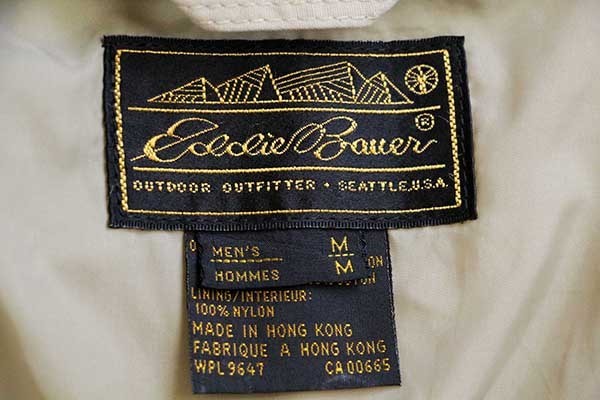 Eddie Bauer®
OUTDOOR OUTFITTER • SEATTLE, U.S.A.
MEN'S M
HOMMES M
LINING/INTERIEUR:
100% NYLON
MADE IN HONG KONG
FABRIQUE A HONG KONG
WPL 9647 CA 00665